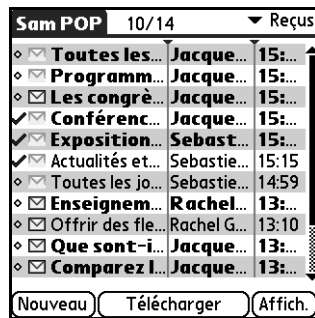 Sam POP 10/14 Reçus
Toutes les... Jacque... 15:...
Programm... Jacque... 15:...
Les congrè... Jacque... 15:...
Conférenc... Jacque... 15:...
Exposition... Sebast... 15:...
Actualités et... Sebastie... 15:15
Toutes les jo... Sebastie... 14:59
Enseignem... Rachel... 13:...
Offrir des fle... Rachel G... 13:10
Que sont-i... Jacque... 13:...
Comparez l... Jacque... 13:...
Nouveau Télécharger Affich.